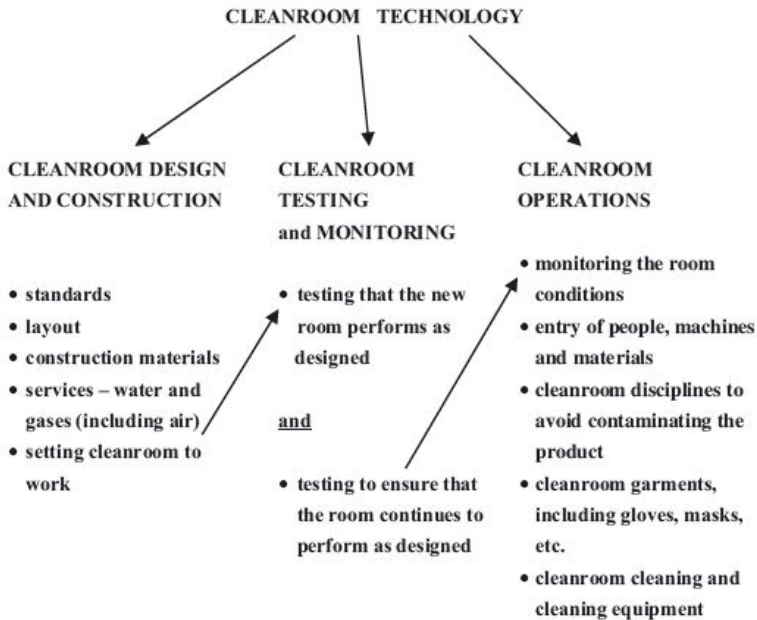 CLEANROOM TECHNOLOGY
CLEANROOM DESIGN
AND CONSTRUCTION
• standards
• layout
• construction materials
• services – water and
gases (including air)
• setting cleanroom to
work
CLEANROOM
TESTING
and MONITORING
• testing that the new
room performs as
designed
and
• testing to ensure that
the room continues to
perform as designed
CLEANROOM
OPERATIONS
• monitoring the room
conditions
• entry of people, machines
and materials
• cleanroom disciplines to
avoid contaminating the
product
• cleanroom garments,
including gloves, masks,
etc.
• cleanroom cleaning and
cleaning equipment